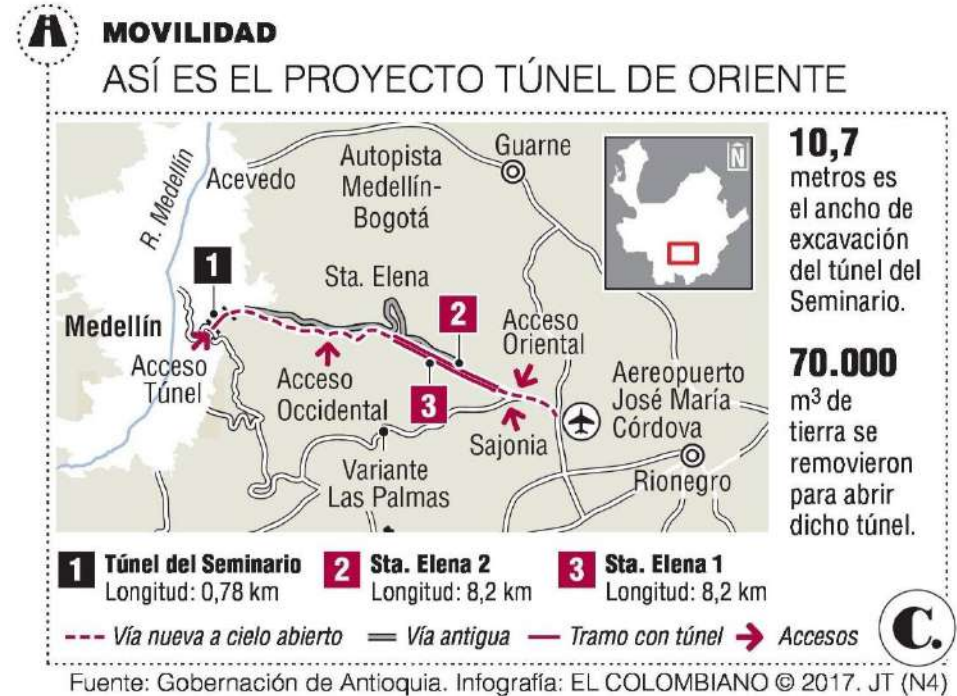 MOVILIDAD
ASÍ ES EL PROYECTO TÚNEL DE ORIENTE
R. Medellín
Acevedo
Autopista
Medellín-
Bogotá
Guarne
N
1
Sta. Elena
2
Medellín
Acceso
Túnel
Acceso
Occidental
3
Acceso
Oriental
Sajonia
Aereopuerto
José María
Córdova
Variante
Las Palmas
Rionegro
10,7
metros es
el ancho de
excavación
del túnel del
Seminario.
70.000
m³ de
tierra se
removieron
para abrir
dicho túnel.
1 Túnel del Seminario
Longitud: 0,78 km
2 Sta. Elena 2
Longitud: 8,2 km
3 Sta. Elena 1
Longitud: 8,2 km
Vía nueva a cielo abierto
Vía antigua
Tramo con túnel
Accesos
C.
Fuente: Gobernación de Antioquia. Infografía: EL COLOMBIANO © 2017. JT (N4)